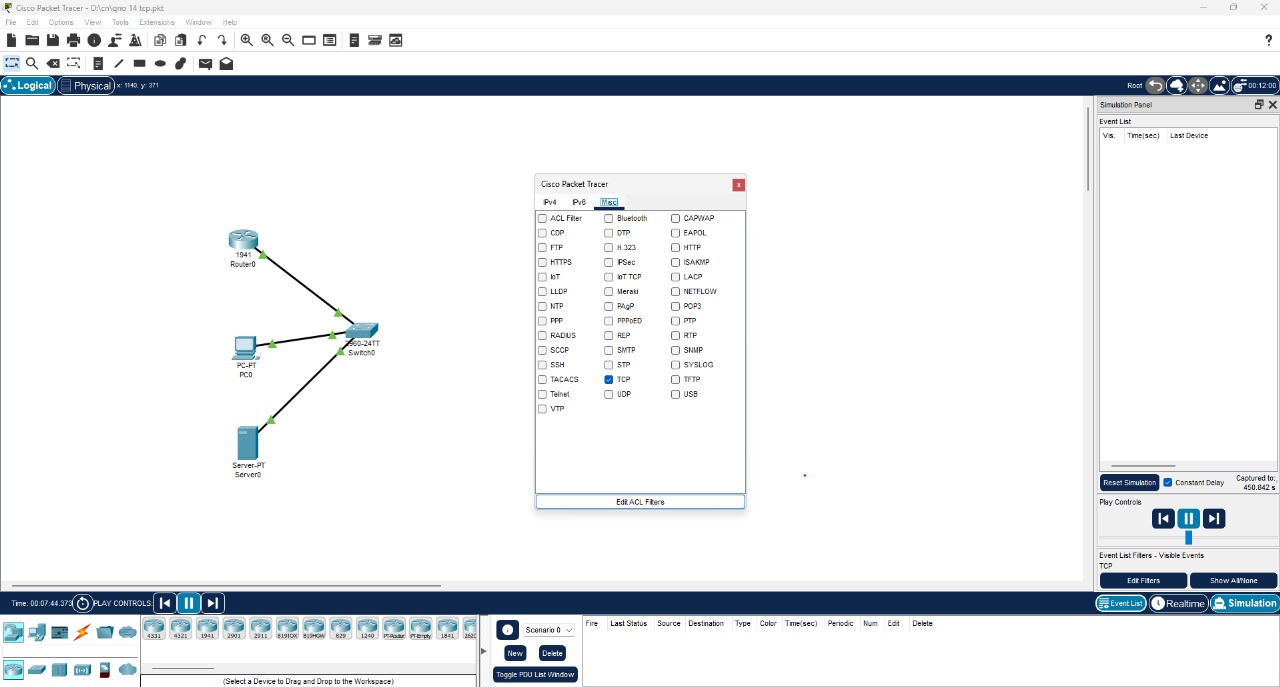 Cisco Packet Tracer - D:\cn\qno 14 tcp.pkt
File Edit Options View Tools Extensions Window Help
Logical Physical x: 1140, y: 371 Root 00:12:00
Simulation Panel
Event List
Vis. Time(sec) Last Device
1941
Router0
2960-24TT
Switch0
PC-PT
PC0
Server-PT
Server0
Cisco Packet Tracer
IPv4 IPv6 Misc
ACL Filter Bluetooth CAPWAP
CDP DTP EAPOL
FTP H.323 HTTP
HTTPS IPSec ISAKMP
IoT IoT TCP LACP
LLDP Meraki NETFLOW
NTP PAgP POP3
PPP PPPoED PTP
RADIUS REP RTP
SCCP SMTP SNMP
SSH STP SYSLOG
TACACS TCP TFTP
Telnet UDP USB
VTP
Edit ACL Filters
Reset Simulation Constant Delay Captured to:
450.842 s
Play Controls
Event List Filters - Visible Events
TCP
Edit Filters Show All/None
Time: 00:07:44.373 PLAY CONTROLS: Event List Realtime Simulation
4331 4321 1941 2901 2911 819IOX 819HGW 829 1240 PT-Router PT-Empty 1841
(Select a Device to Drag and Drop to the Workspace)
Scenario 0
New Delete
Toggle PDU List Window
Fire Last Status Source Destination Type Color Time(sec) Periodic Num Edit Delete